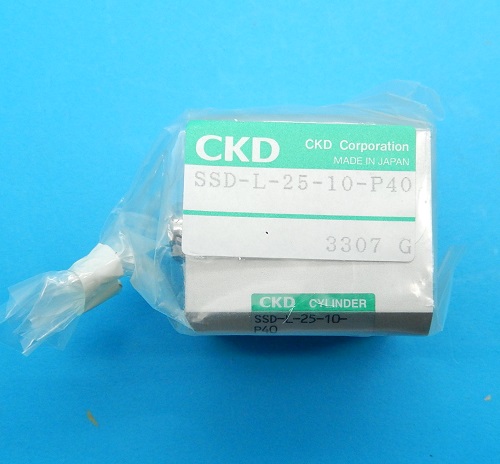 CKD CKD Corporation
MADE IN JAPAN
SSD-L-25-10-P40
3307 G
CKD CYLINDER
SSD-L-25-10-
P40